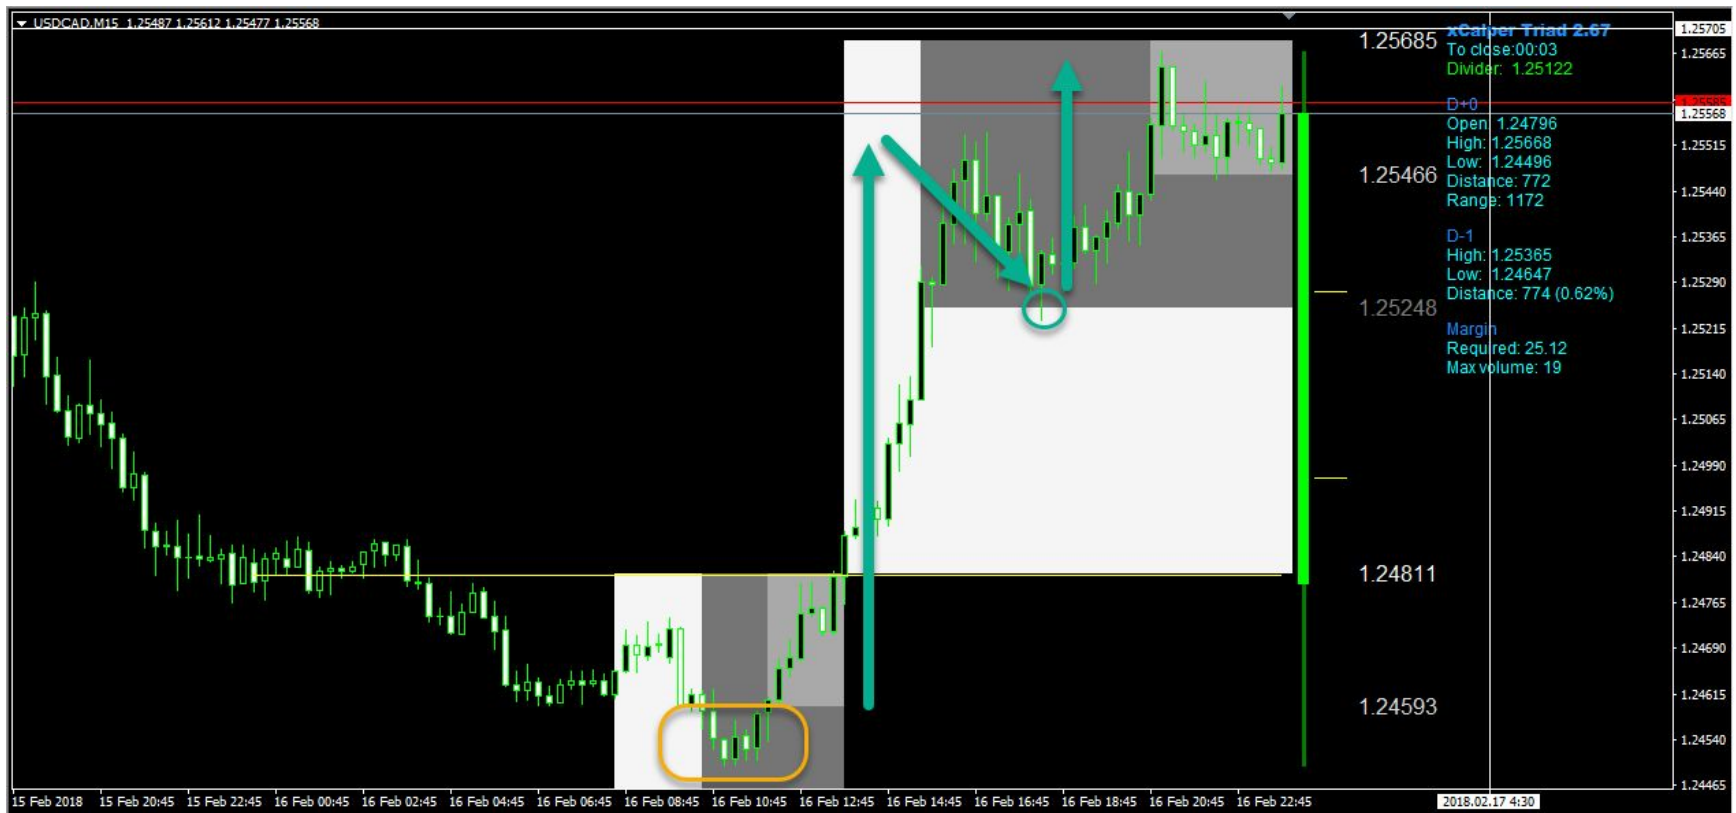 USDCAD.M15 1.25487 1.25612 1.25477 1.25568
1.25685
1.25466
1.25248
1.24811
1.24593
xCalper Triad 2.67
To close:00:03
Divider: 1.25122
D+0
Open: 1.24796
High: 1.25668
Low: 1.24496
Distance: 772
Range: 1172
D-1
High: 1.25365
Low: 1.24647
Distance: 774 (0.62%)
Margin
Required: 25.12
Max volume: 19
1.25705
1.25665
1.25585
1.25568
1.25515
1.25440
1.25365
1.25290
1.25215
1.25140
1.25065
1.24990
1.24915
1.24840
1.24765
1.24690
1.24615
1.24540
1.24465
15 Feb 2018 15 Feb 20:45 15 Feb 22:45 16 Feb 00:45 16 Feb 02:45 16 Feb 04:45 16 Feb 06:45 16 Feb 08:45 16 Feb 10:45 16 Feb 12:45 16 Feb 14:45 16 Feb 16:45 16 Feb 18:45 16 Feb 20:45 16 Feb 22:45 2018.02.17 4:30